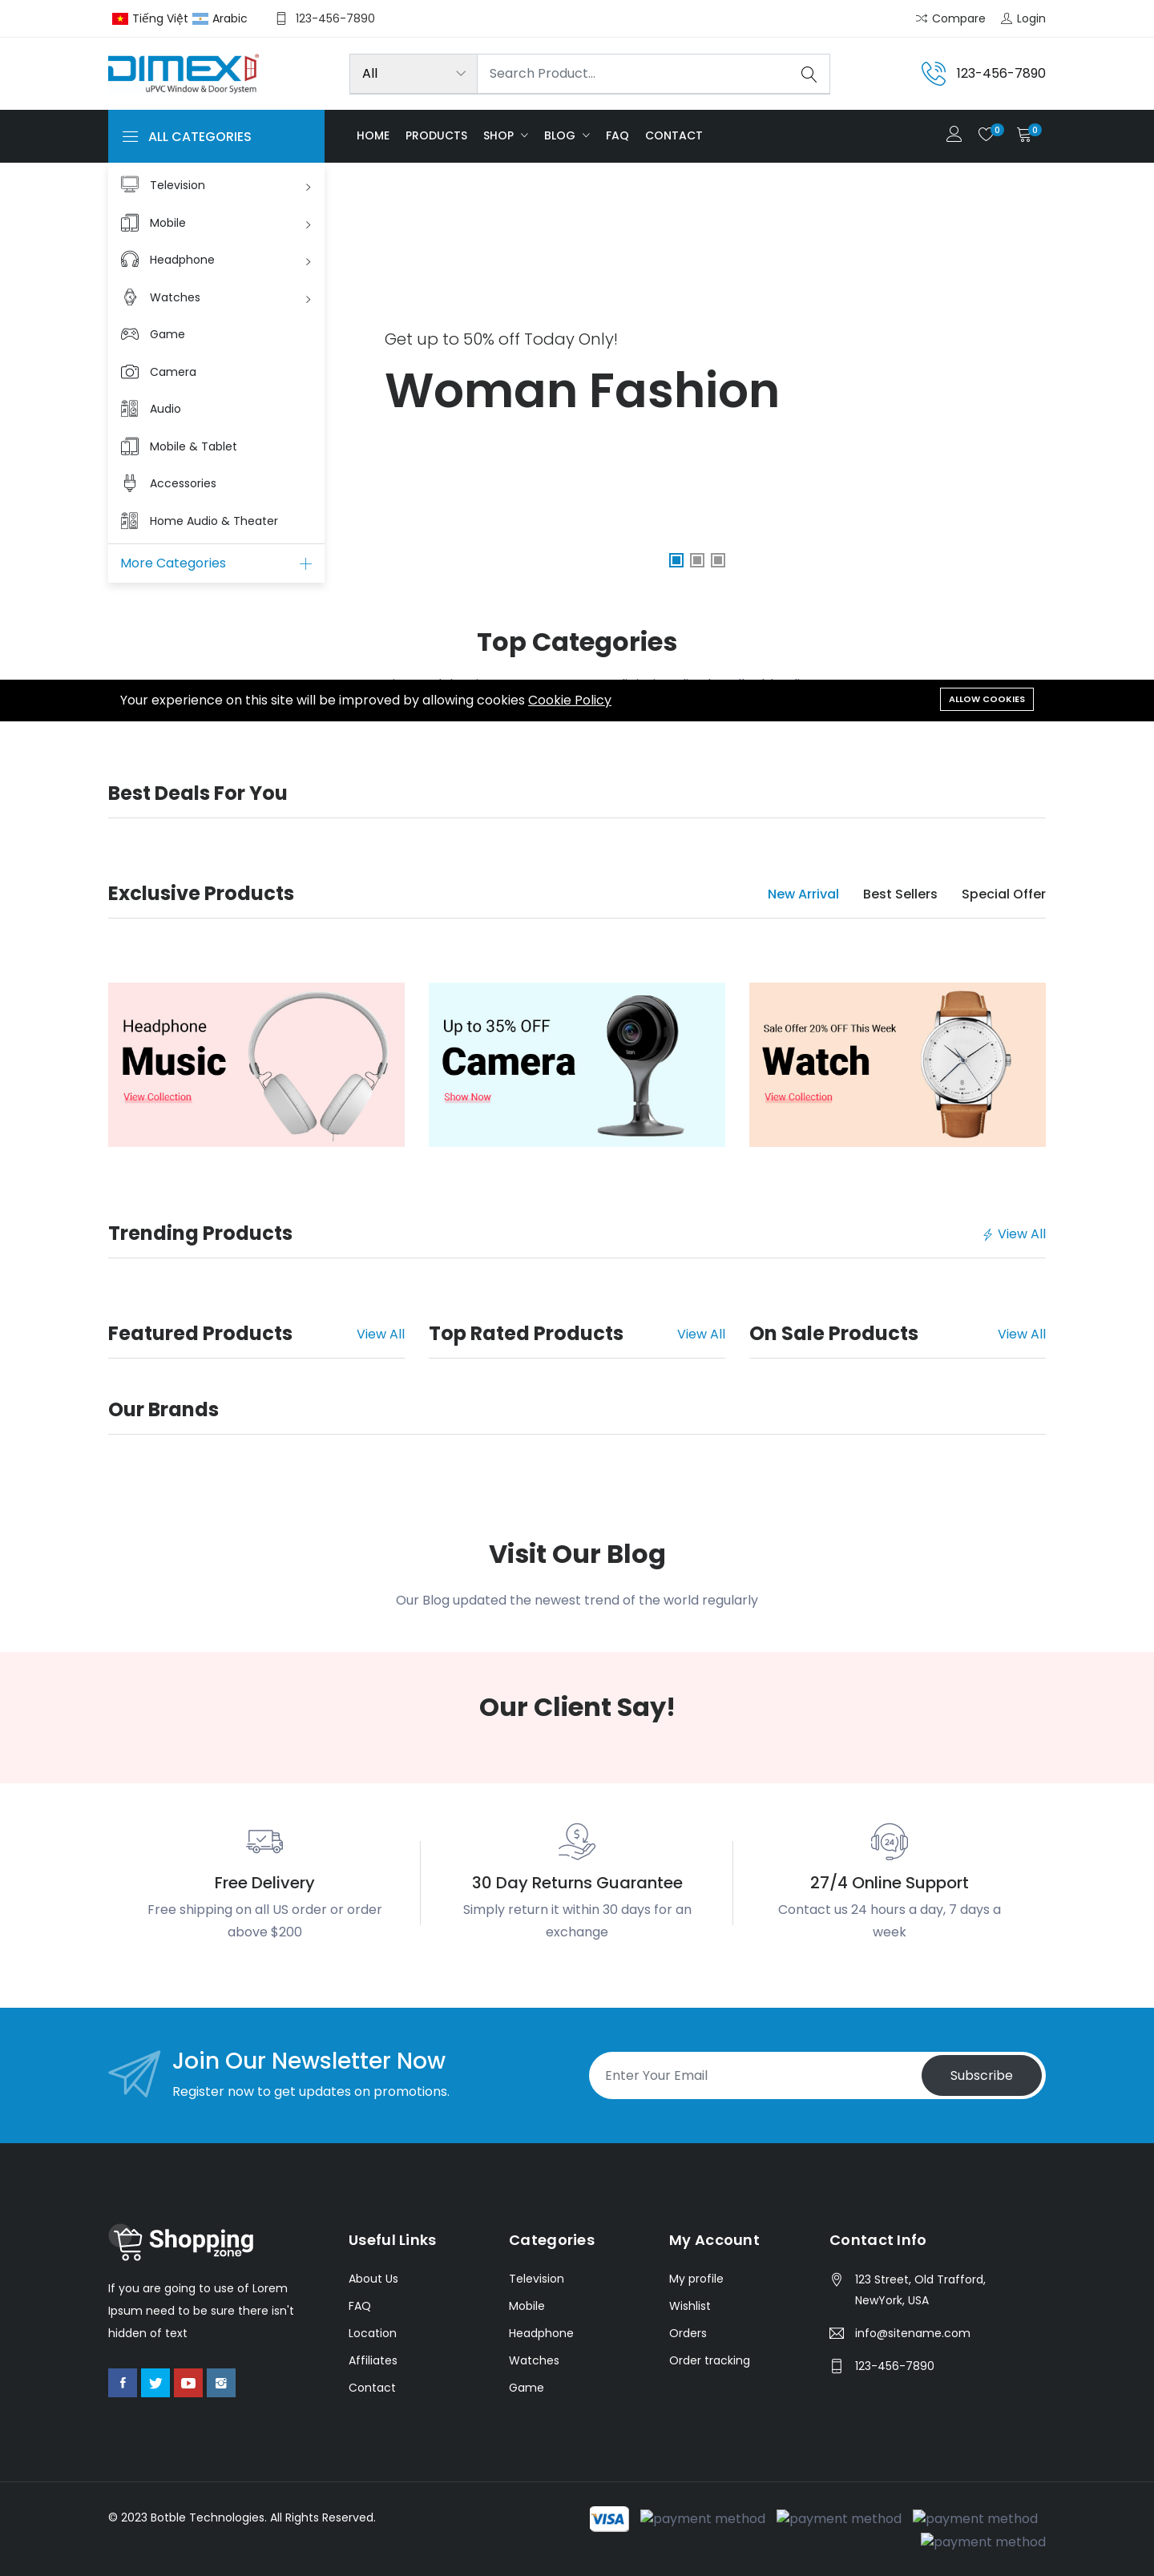 Tiếng Việt Arabic 123-456-7890 Compare Login
DIMEX
uPVC Window & Door System
All Search Product... 123-456-7890
ALL CATEGORIES HOME PRODUCTS SHOP BLOG FAQ CONTACT 0 0
Television
Mobile
Headphone
Watches
Game
Camera
Audio
Mobile & Tablet
Accessories
Home Audio & Theater
More Categories
Get up to 50% off Today Only!
Woman Fashion
Top Categories
Your experience on this site will be improved by allowing cookies Cookie Policy ALLOW COOKIES
Best Deals For You
Exclusive Products New Arrival Best Sellers Special Offer
Headphone
Music
View Collection
Up to 35% OFF
Camera
Show Now
Sale Offer 20% OFF This Week
Watch
View Collection
Trending Products View All
Featured Products View All
Top Rated Products View All
On Sale Products View All
Our Brands
Visit Our Blog
Our Blog updated the newest trend of the world regularly
Our Client Say!
Free Delivery
Free shipping on all US order or order
above $200
30 Day Returns Guarantee
Simply return it within 30 days for an
exchange
24
27/4 Online Support
Contact us 24 hours a day, 7 days a
week
Join Our Newsletter Now
Register now to get updates on promotions.
Enter Your Email Subscribe
Shopping
zone
If you are going to use of Lorem
Ipsum need to be sure there isn't
hidden of text
Useful Links
About Us
FAQ
Location
Affiliates
Contact
Categories
Television
Mobile
Headphone
Watches
Game
My Account
My profile
Wishlist
Orders
Order tracking
Contact Info
123 Street, Old Trafford,
NewYork, USA
info@sitename.com
123-456-7890
© 2023 Botble Technologies. All Rights Reserved.
VISA payment method payment method payment method
payment method